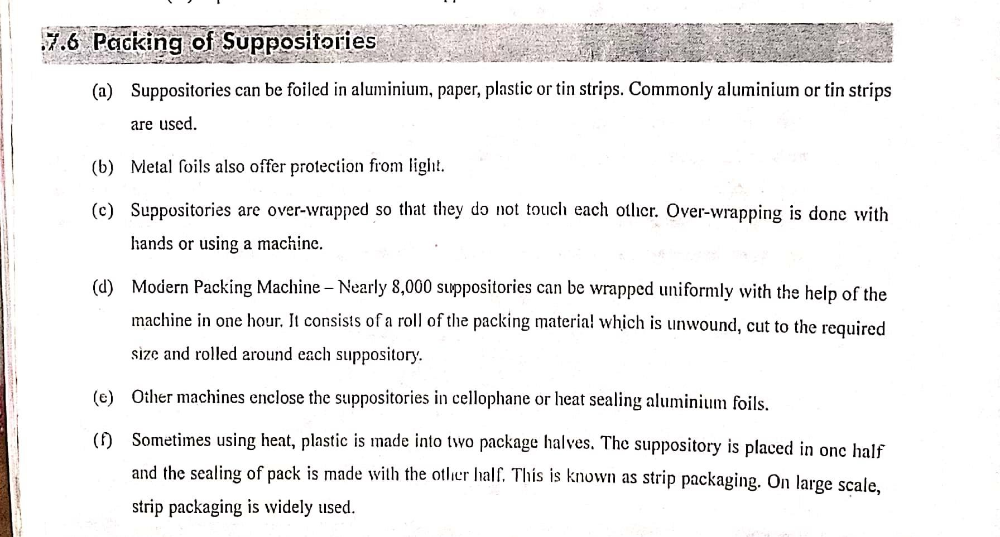 .7.6 Packing of Suppositories
(a) Suppositories can be foiled in aluminium, paper, plastic or tin strips. Commonly aluminium or tin strips
are used.
(b) Metal foils also offer protection from light.
(c) Suppositories are over-wrapped so that they do not touch each other. Over-wrapping is done with
hands or using a machine.
(d) Modern Packing Machine – Nearly 8,000 suppositories can be wrapped uniformly with the help of the
machine in one hour. It consists of a roll of the packing material which is unwound, cut to the required
size and rolled around each suppository.
(e) Other machines enclose the suppositories in cellophane or heat sealing aluminium foils.
(f) Sometimes using heat, plastic is made into two package halves. The suppository is placed in one half
and the sealing of pack is made with the other half. This is known as strip packaging. On large scale,
strip packaging is widely used.